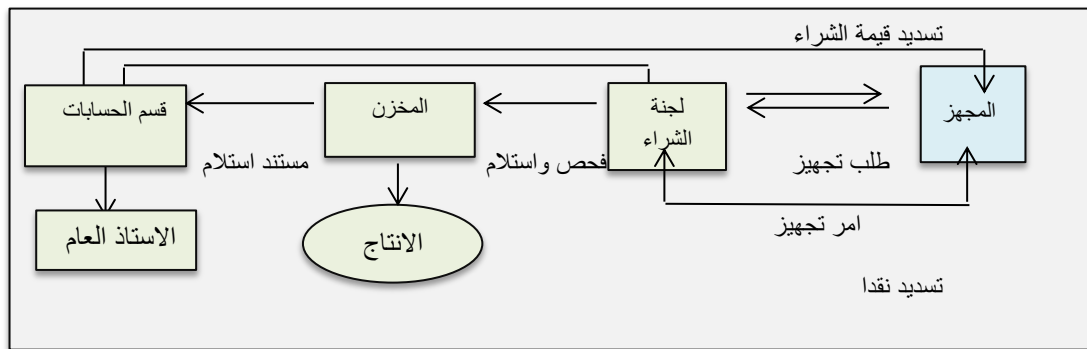 تسديد قيمة الشراء
المجهز
لجنة
الشراء
المخزن
قسم الحسابات
طلب تجهيز
فحص واستلام
مستند استلام
امر تجهيز
الانتاج
الاستاذ العام
تسديد نقدا